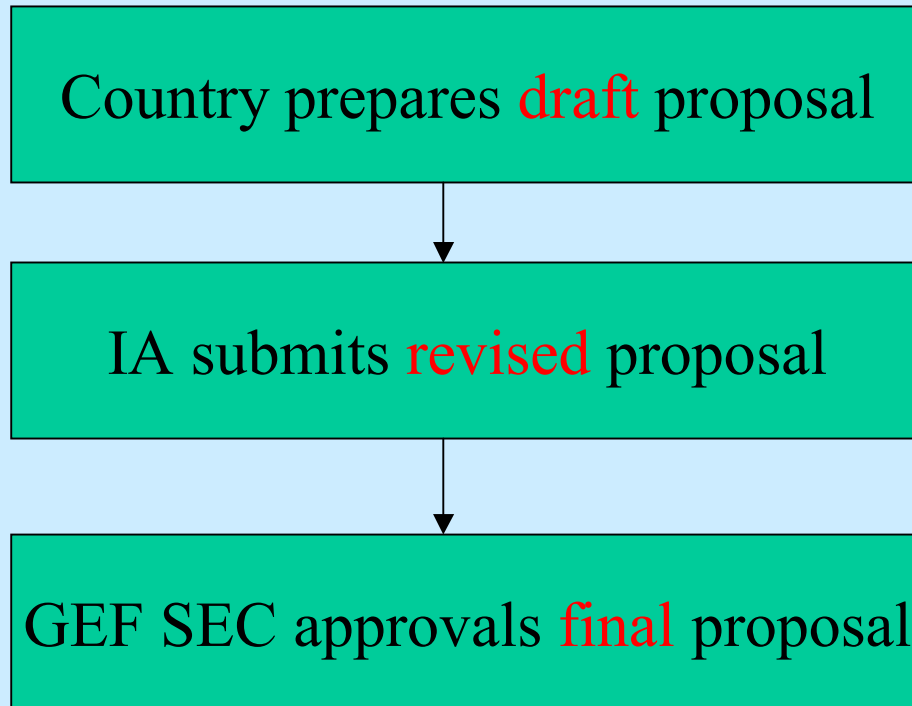 Country prepares draft proposal
IA submits revised proposal
GEF SEC approvals final proposal